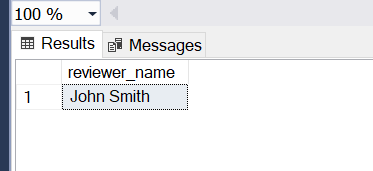 100 %
Results Messages
reviewer_name
1 John Smith